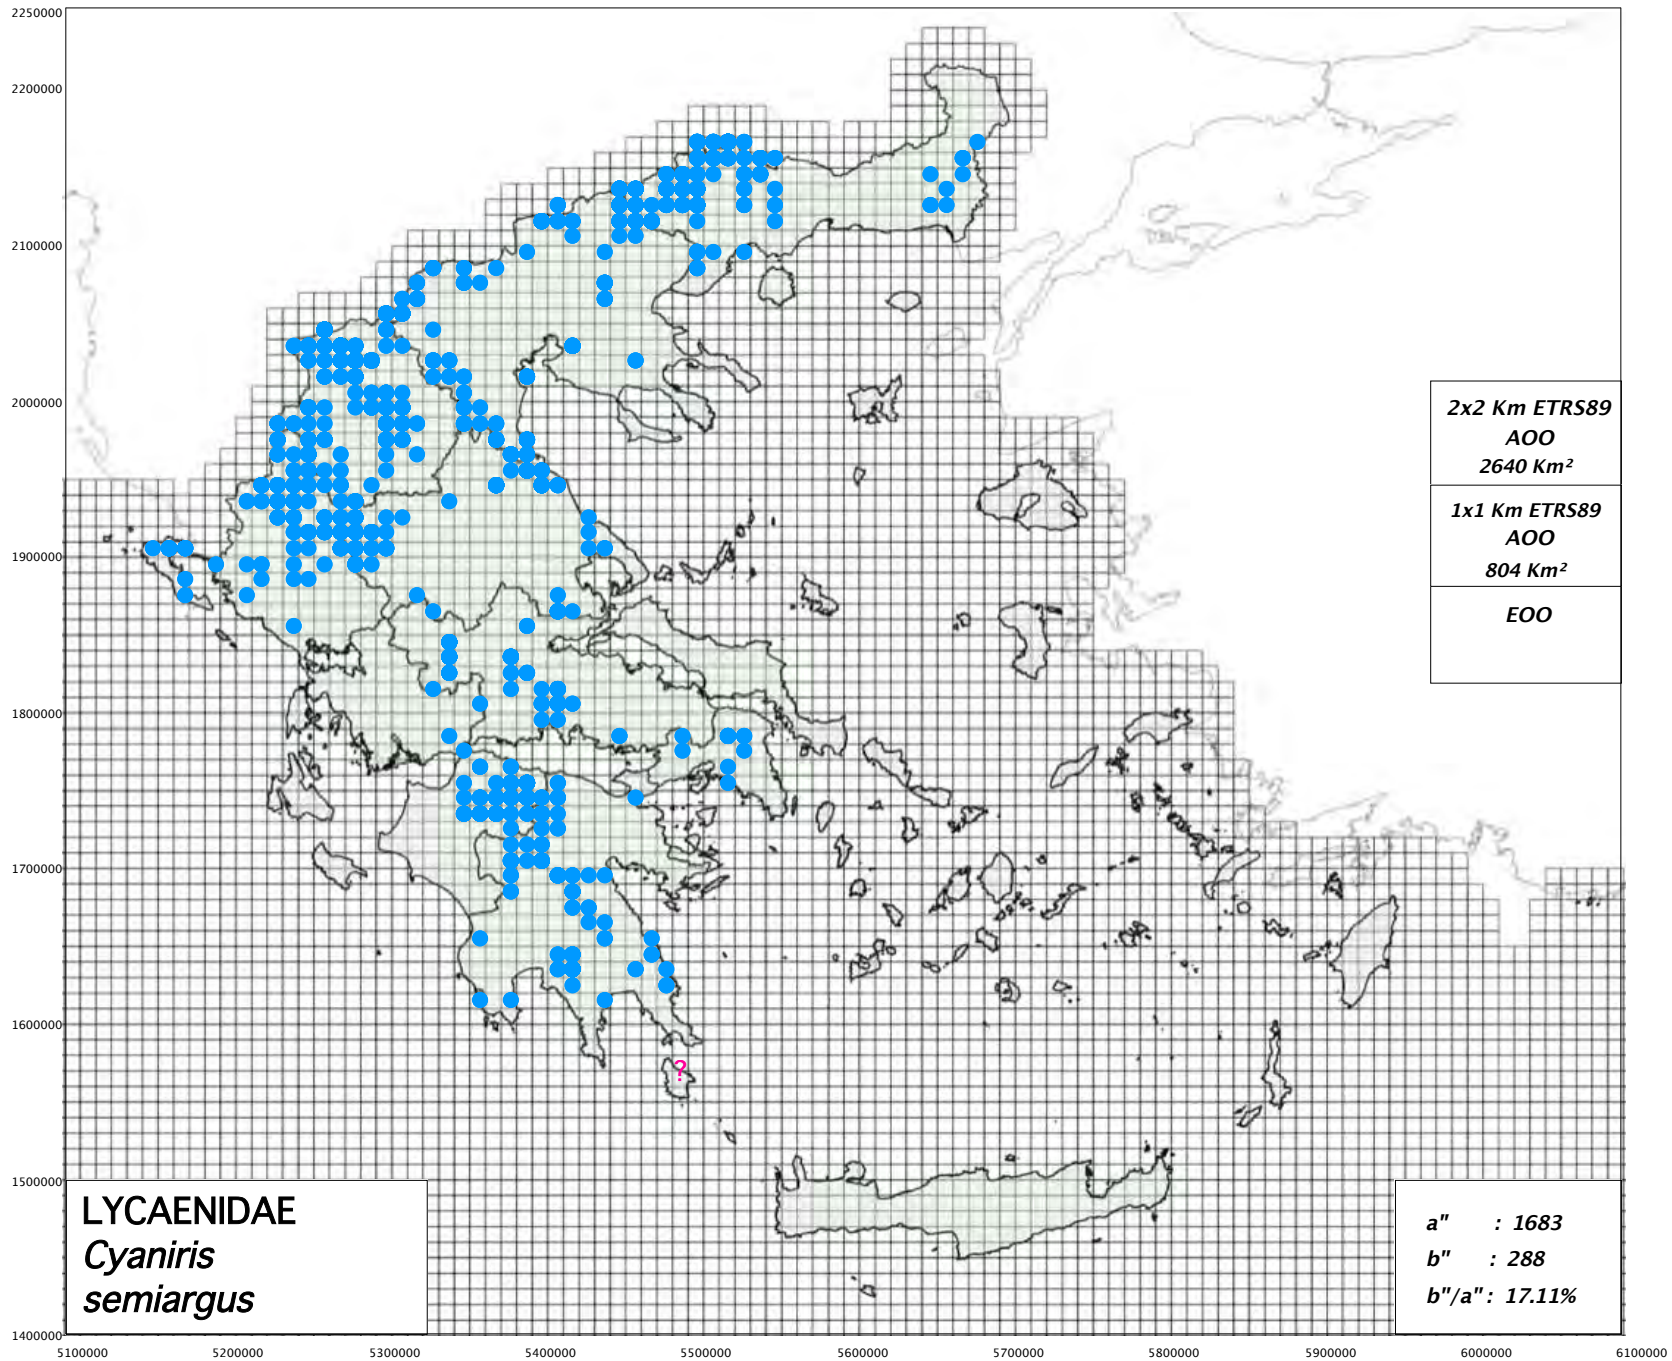 2250000
2200000
2100000
2000000
1900000
1800000
1700000
1600000
1500000
1400000
2x2 Km ETRS89
AOO
2640 Km²
1x1 Km ETRS89
AOO
804 Km²
EOO
?
LYCAENIDAE
Cyaniris
semiargus
a" : 1683
b" : 288
b"/a" : 17.11%
5100000 5200000 5300000 5400000 5500000 5600000 5700000 5800000 5900000 6000000 6100000